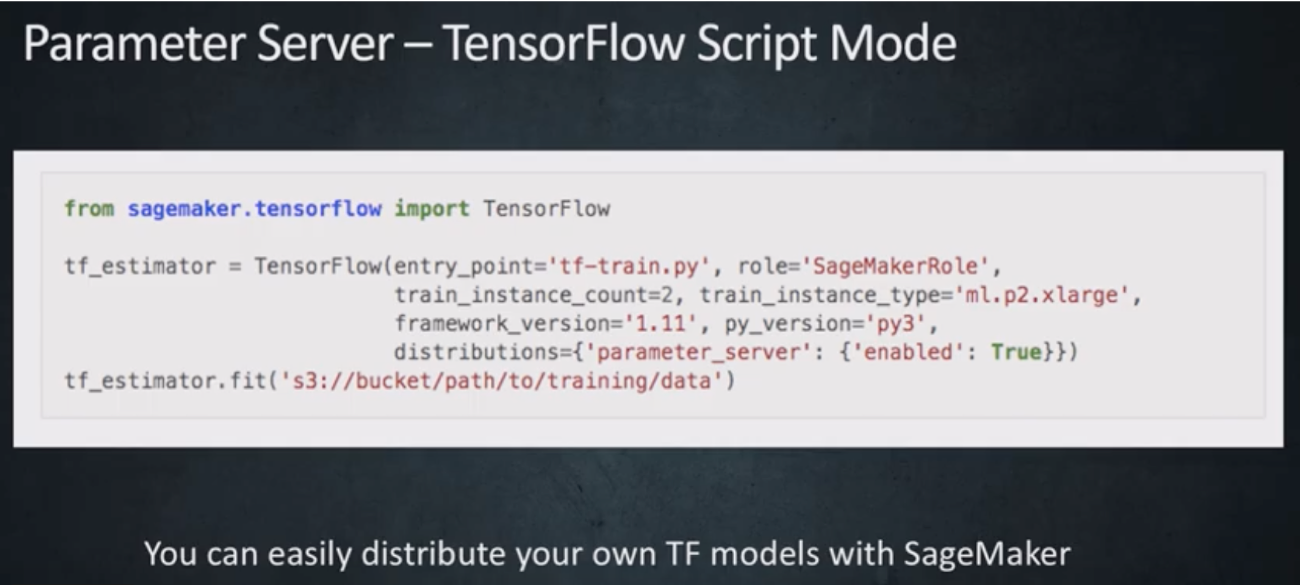 Parameter Server – TensorFlow Script Mode
from sagemaker.tensorflow import TensorFlow
tf_estimator = TensorFlow(entry_point='tf-train.py', role='SageMakerRole',
train_instance_count=2, train_instance_type='ml.p2.xlarge',
framework_version='1.11', py_version='py3',
distributions={'parameter_server': {'enabled': True}})
tf_estimator.fit('s3://bucket/path/to/training/data')
You can easily distribute your own TF models with SageMaker